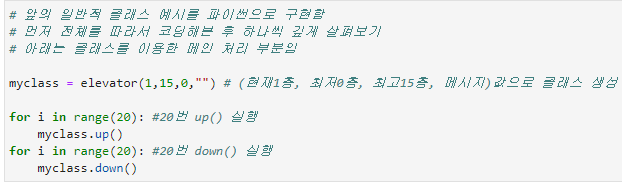 # 앞의 일반적 클래스 예시를 파이썬으로 구현함
# 먼저 전체를 따라서 코딩해본 후 하나씩 깊게 살펴보기
# 아래는 클래스를 이용한 메인 처리 부분임
myclass = elevator(1,15,0,"") # (현재1층, 최저0층, 최고15층, 메시지)값으로 클래스 생성
for i in range(20): #20번 up() 실행
    myclass.up()
for i in range(20): #20번 down() 실행
    myclass.down()